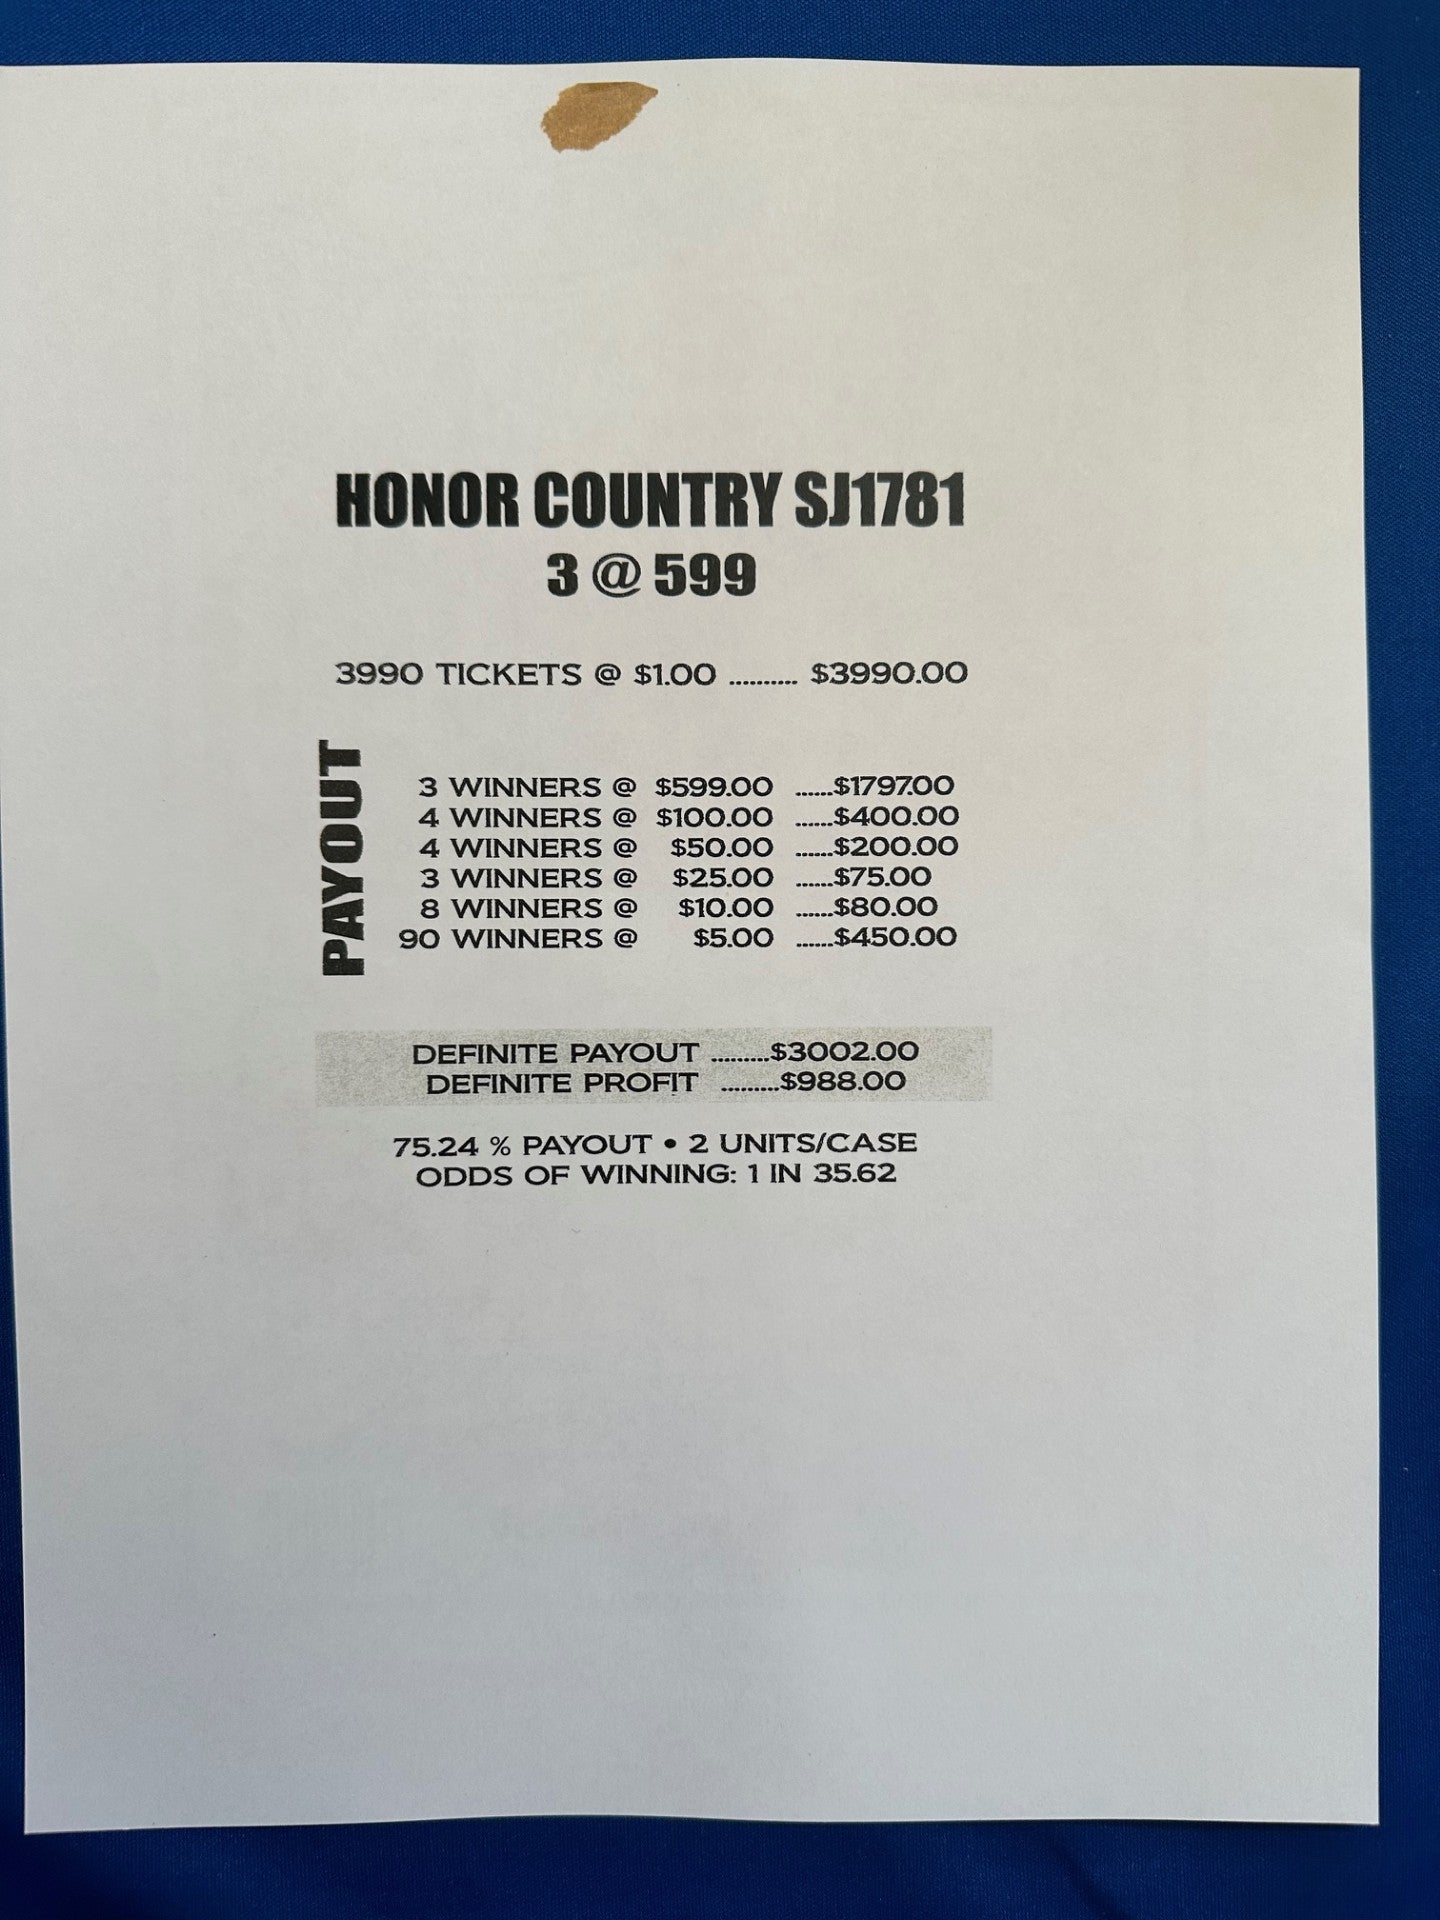 HONOR COUNTRY SJ1781
3 @ 599
3990 TICKETS @ $1.00 .......... $3990.00
PAYOUT
3 WINNERS @ $599.00 ......$1797.00
4 WINNERS @ $100.00 ......$400.00
4 WINNERS @ $50.00 ......$200.00
3 WINNERS @ $25.00 ......$75.00
8 WINNERS @ $10.00 ......$80.00
90 WINNERS @ $5.00 ......$450.00
DEFINITE PAYOUT .........$3002.00
DEFINITE PROFIT .........$988.00
75.24 % PAYOUT • 2 UNITS/CASE
ODDS OF WINNING: 1 IN 35.62